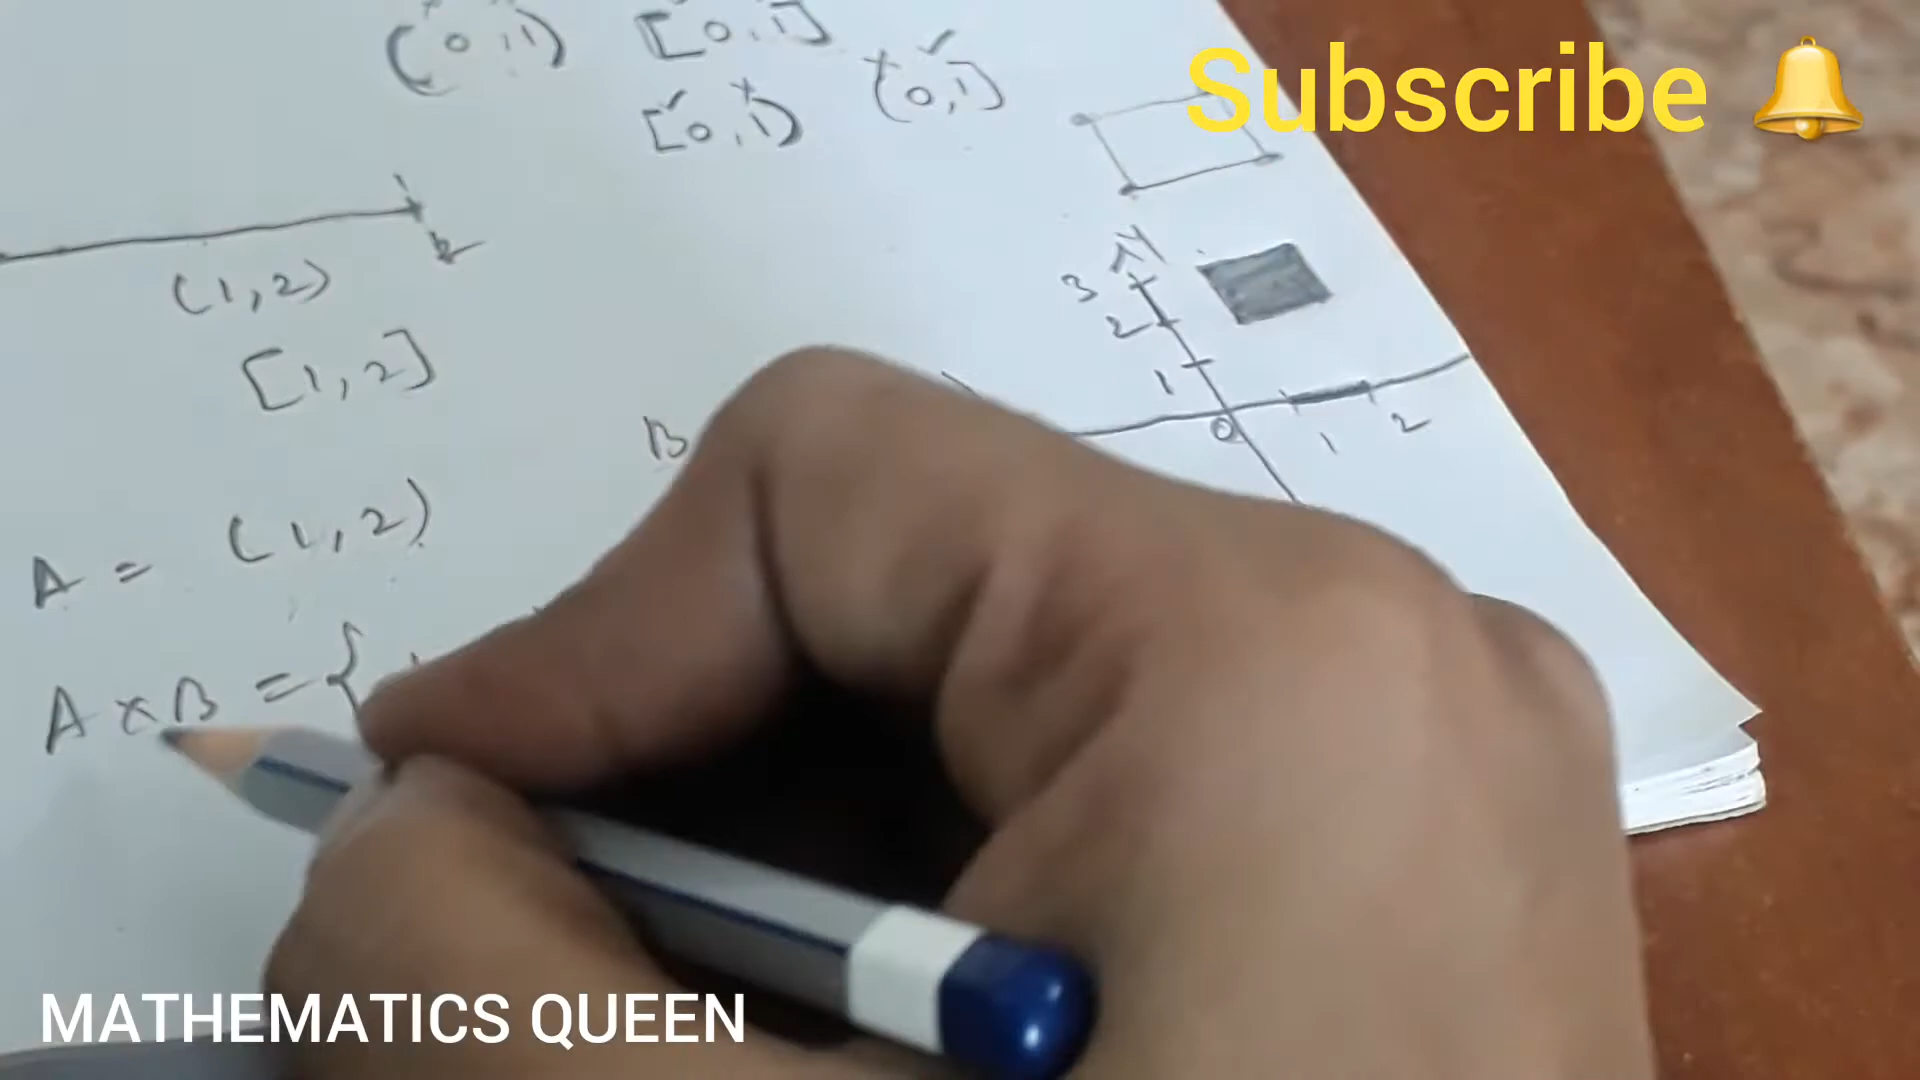 (0,1) [0,1]
Subscribe 🔔
[0,1) (0,1]
(1,2)
[1,2]
3
2
1
0
1 2
B
A = (1,2)
A × B = {
MATHEMATICS QUEEN